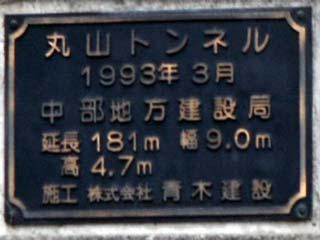 丸山トンネル
1993年 3月
中部地方建設局
延長 181m 幅 9.0m
高 4.7m
施工 株式会社 青木建設